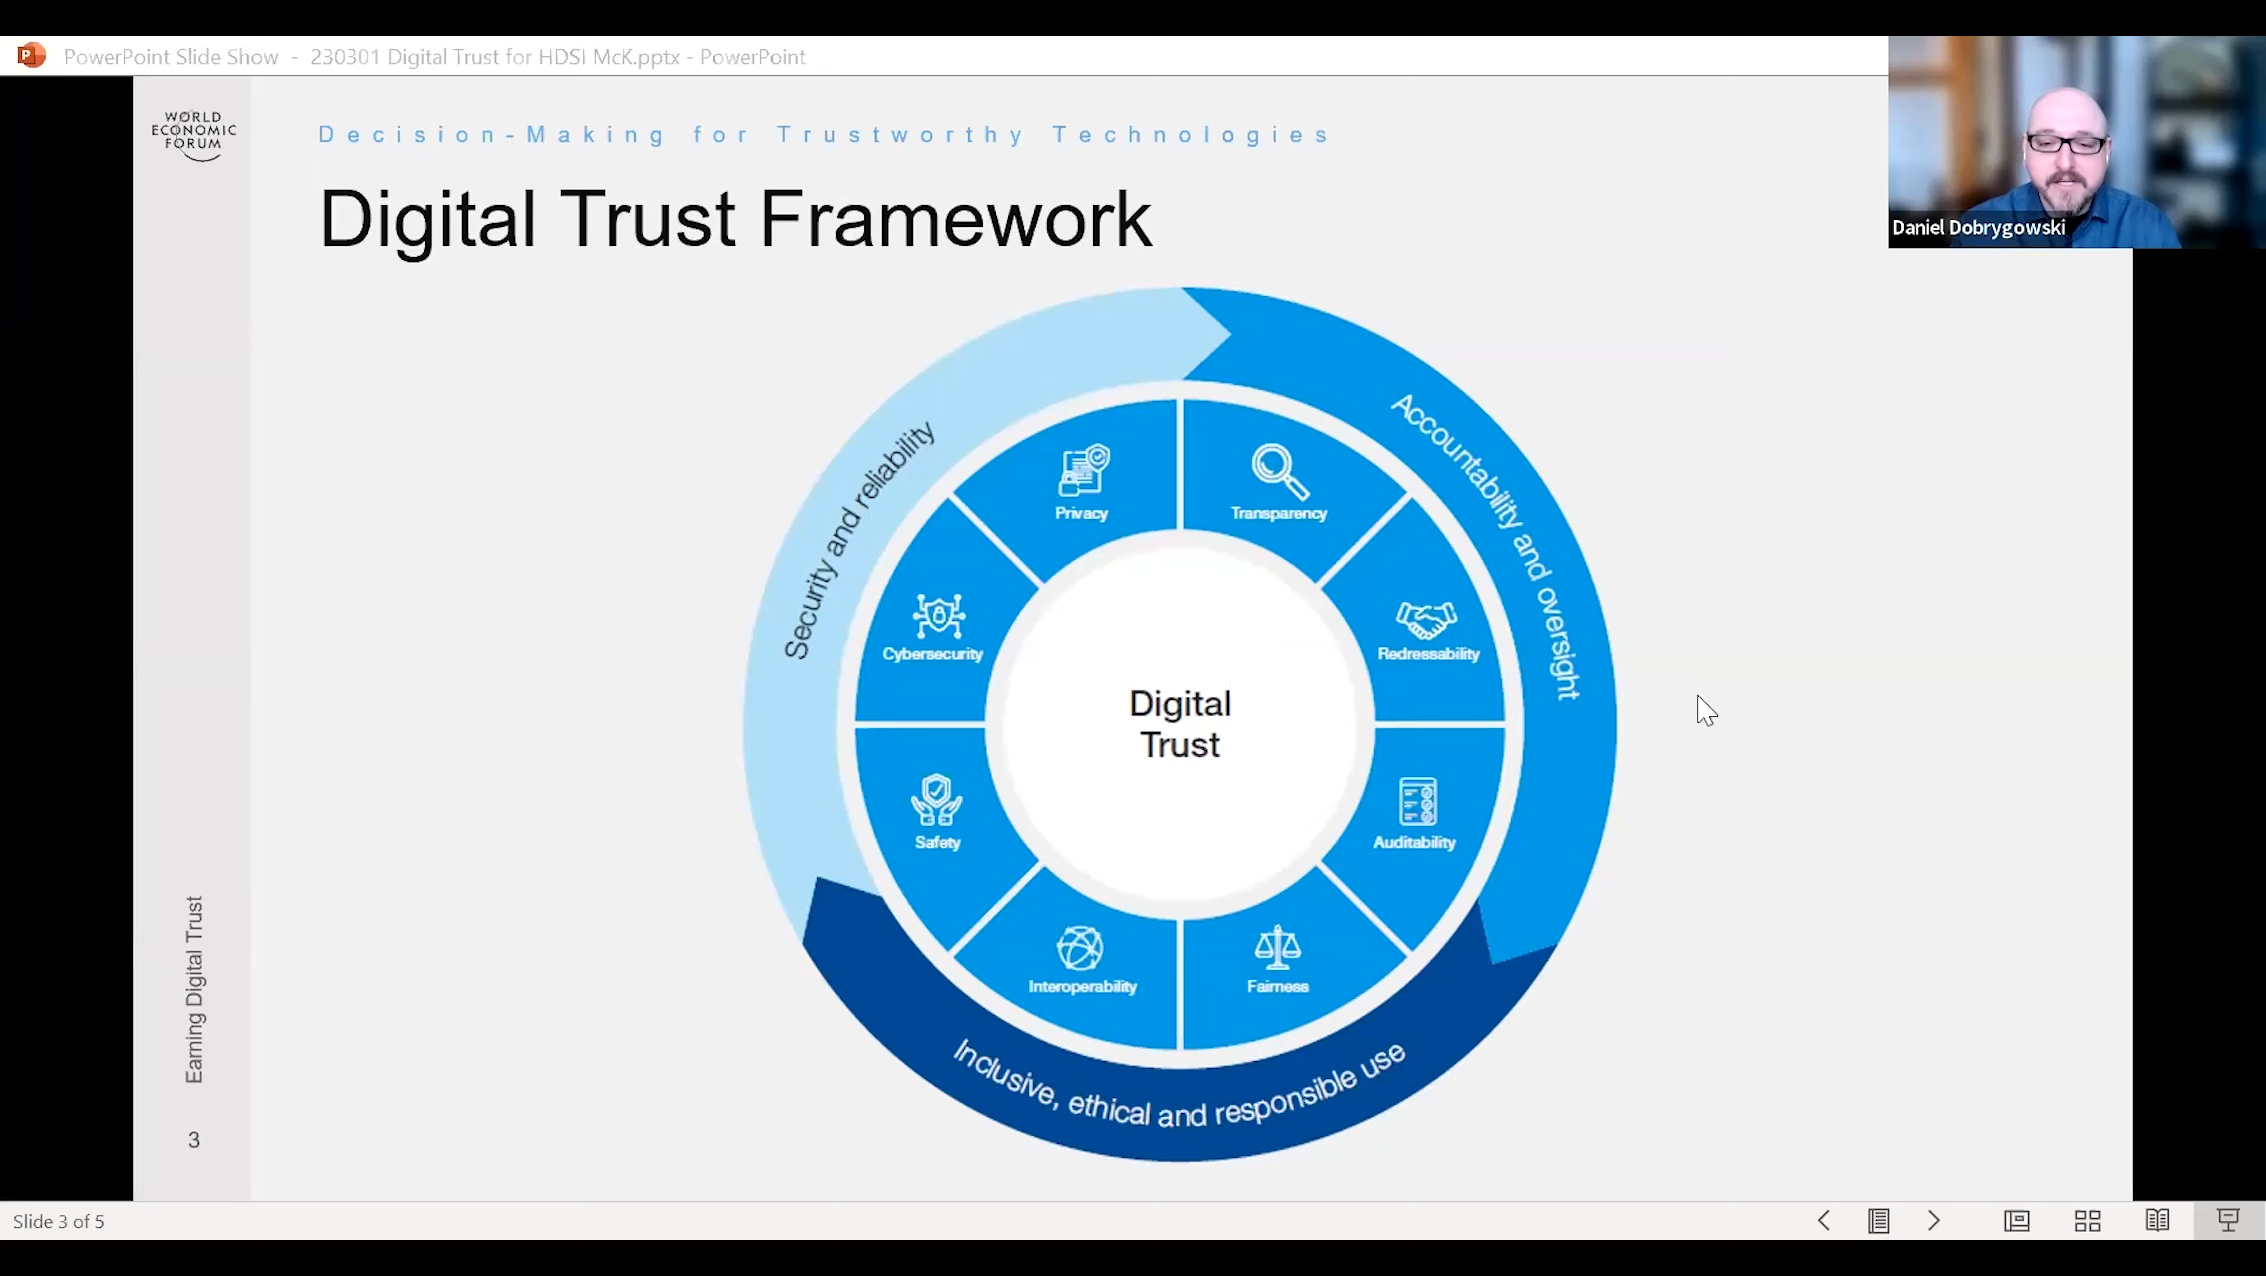 PowerPoint Slide Show - 230301 Digital Trust for HDSI McK.pptx - PowerPoint
WORLD
ECONOMIC
FORUM
Decision-Making for Trustworthy Technologies
Digital Trust Framework
Daniel Dobrygowski
Security and reliability
Accountability and oversight
Inclusive, ethical and responsible use
Privacy
Transparency
Cybersecurity
Redressability
Digital
Trust
Safety
Auditability
Interoperability
Fairness
Earning Digital Trust
3
Slide 3 of 5